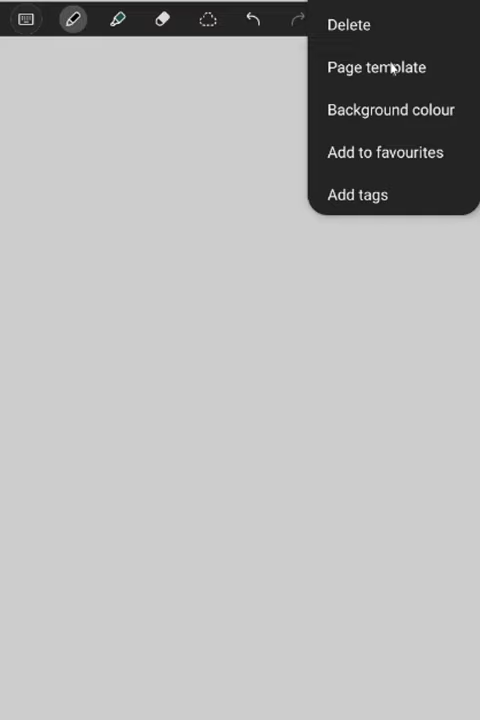 Delete
Page template
Background colour
Add to favourites
Add tags